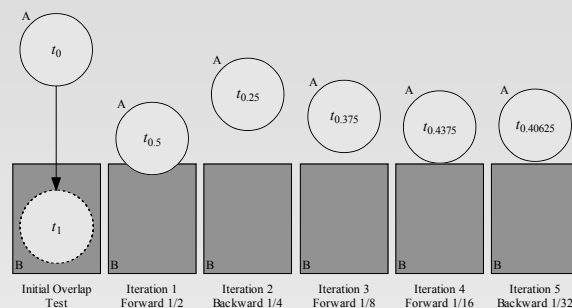 A
t0
A
t0.5
A
t0.25
A
t0.375
A
t0.4375
A
t0.40625
t1
B
B
B
B
B
B
Initial Overlap
Test
Iteration 1
Forward 1/2
Iteration 2
Backward 1/4
Iteration 3
Forward 1/8
Iteration 4
Forward 1/16
Iteration 5
Backward 1/32